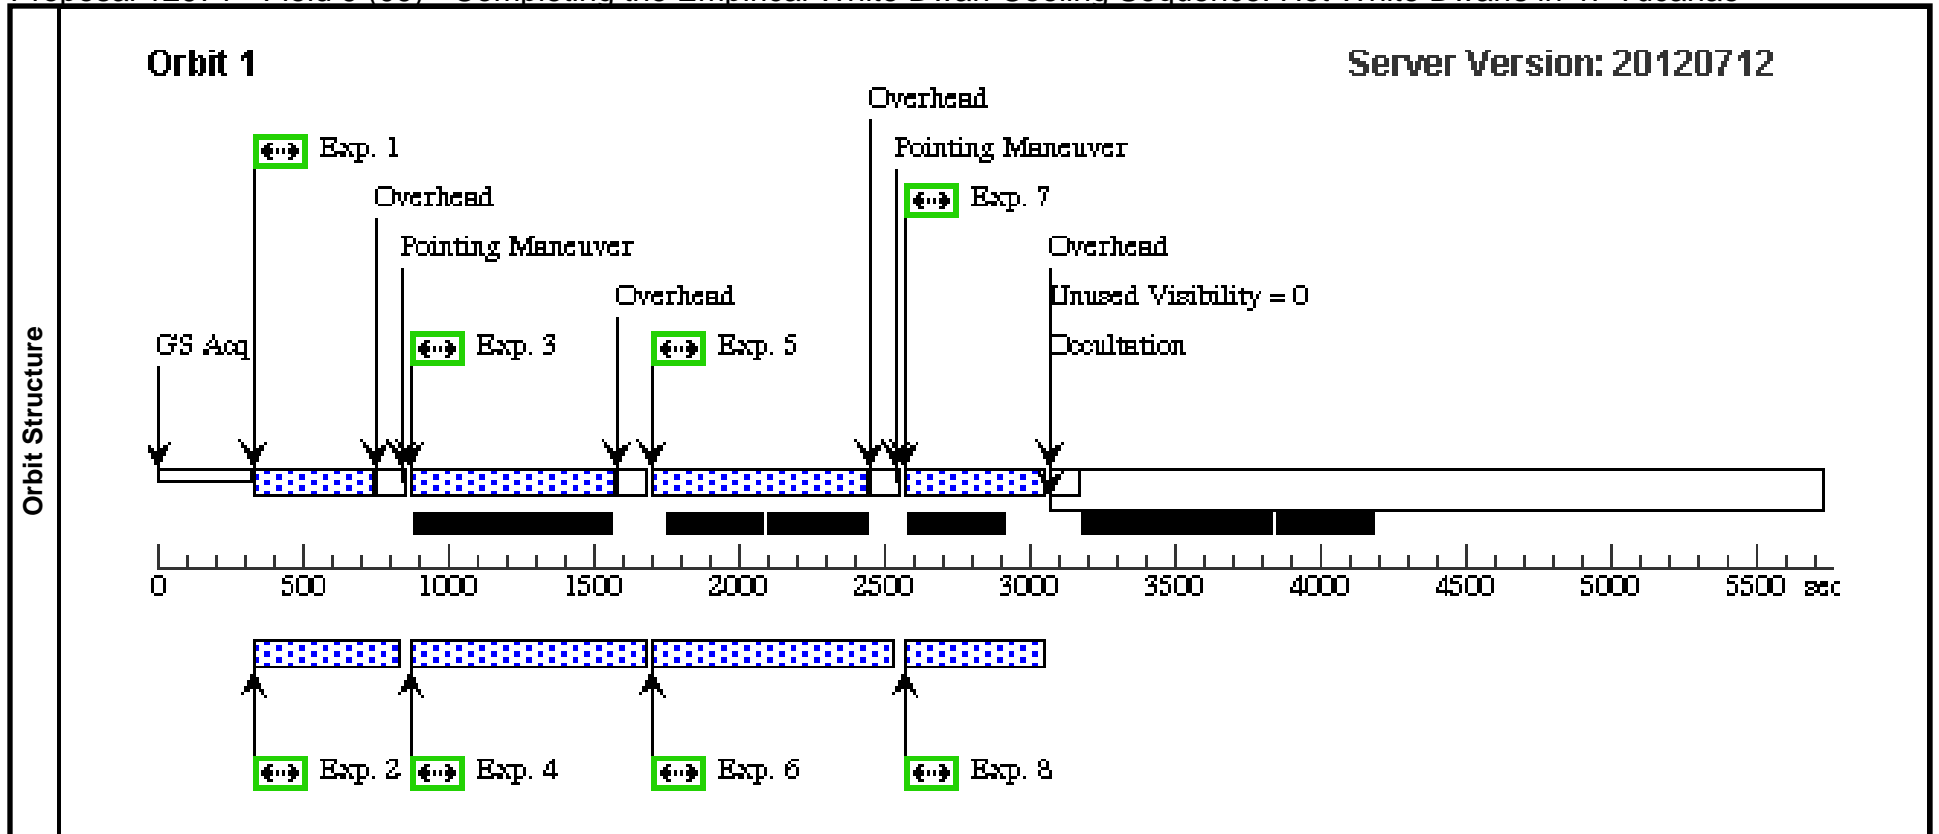 Orbit 1
Server Version: 20120712
Overhead
Exp. 1
Pointing Maneuver
Overhead
Exp. 7
Pointing Maneuver
Overhead
Overhead
Unused Visibility = 0
GS Acq
Exp. 3
Exp. 5
Occultation
Orbit Structure
0 500 1000 1500 2000 2500 3000 3500 4000 4500 5000 5500 sec
Exp. 2
Exp. 4
Exp. 6
Exp. 8